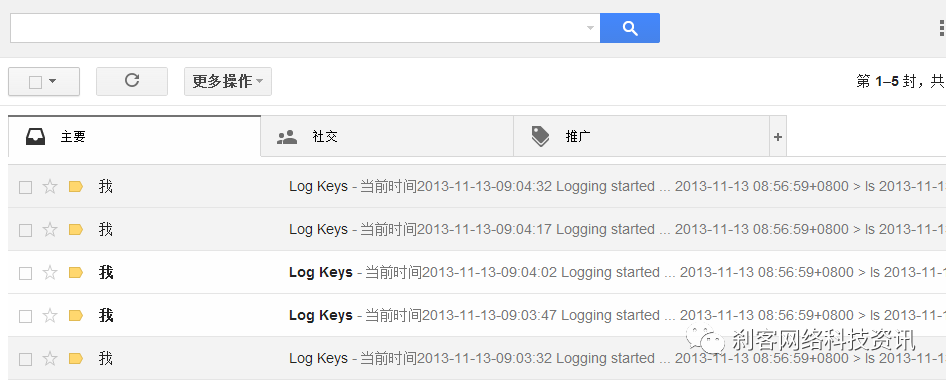 更多操作
第 1–5 封，共
主要
社交
推广
+
我 Log Keys - 当前时间2013-11-13-09:04:32 Logging started ... 2013-11-13 08:56:59+0800 > ls 2013-11-1
我 Log Keys - 当前时间2013-11-13-09:04:17 Logging started ... 2013-11-13 08:56:59+0800 > ls 2013-11-1
我 Log Keys - 当前时间2013-11-13-09:04:02 Logging started ... 2013-11-13 08:56:59+0800 > ls 2013-11-
我 Log Keys - 当前时间2013-11-13-09:03:47 Logging started ... 2013-11-13 08:56:59+0800 > ls 2013-11-
我 Log Keys - 当前时间2013-11-13-09:03:32 Logging started ... 2013-11-13 08:56:59+0800 > ls 2013-11-1
刹客网络科技资讯